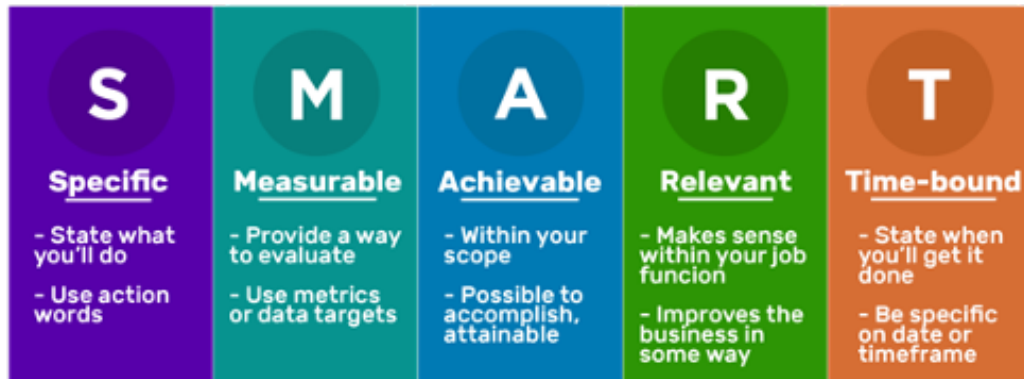 S
Specific
- State what
you'll do
- Use action
words
M
Measurable
- Provide a way
to evaluate
- Use metrics
or data targets
A
Achievable
- Within your
scope
- Possible to
accomplish,
attainable
R
Relevant
- Makes sense
within your job
funcion
- Improves the
business in
some way
T
Time-bound
- State when
you'll get it
done
- Be specific
on date or
timeframe